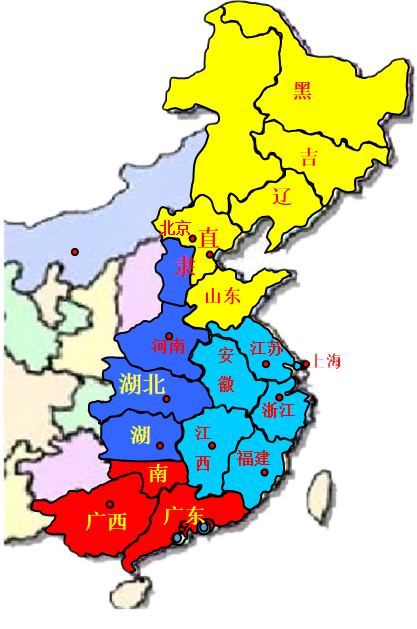 黑
吉
辽
北京
直
隶
山东
河南
安
徽
江苏
上海
湖北
浙江
湖
南
江
西
福建
广西
广东